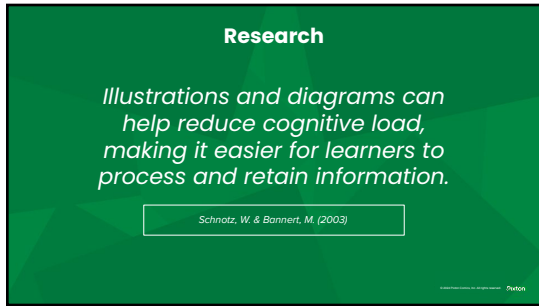 Research
Illustrations and diagrams can
help reduce cognitive load,
making it easier for learners to
process and retain information.
Schnotz, W. & Bannert, M. (2003)
Pixton